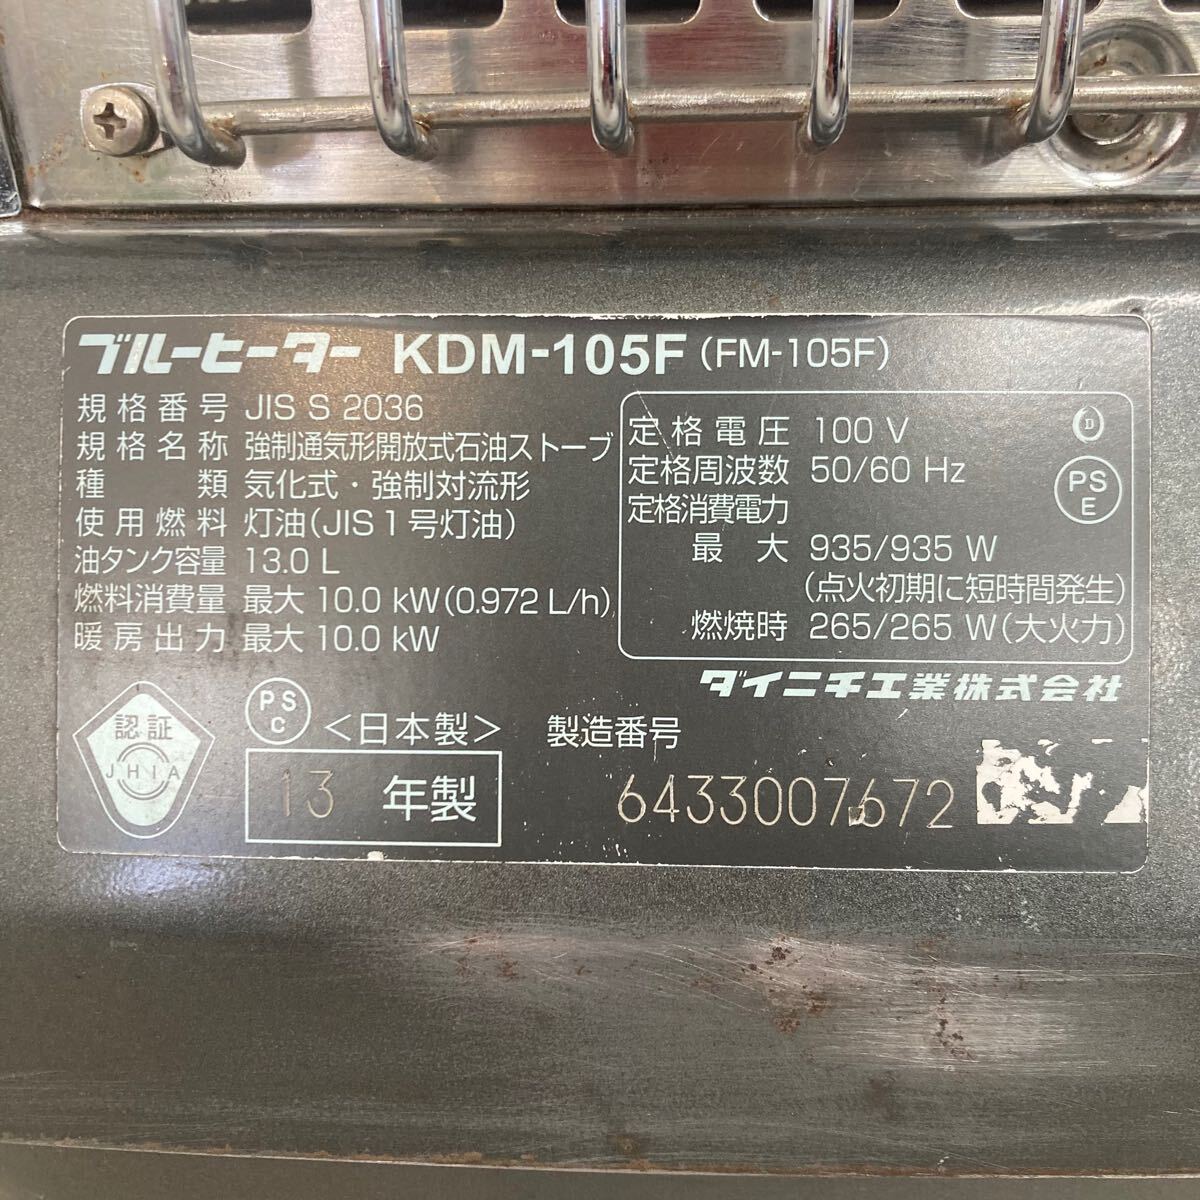 ブルーヒーター KDM-105F (FM-105F)
規格番号 JIS S 2036
規格名称 強制通気形開放式石油ストーブ
種類 気化式・強制対流形
使用燃料 灯油(JIS1号灯油)
油タンク容量 13.0 L
燃料消費量 最大 10.0 kW(0.972 L/h)
暖房出力 最大 10.0 kW
定格電圧 100 V
定格周波数 50/60 Hz
定格消費電力
最大 935/935 W
(点火初期に短時間発生)
燃焼時 265/265 W(大火力)
D
PS
E
ダイニチ工業株式会社
認証
JHIA
PS
C
<日本製>
製造番号
13 年製
6433007672